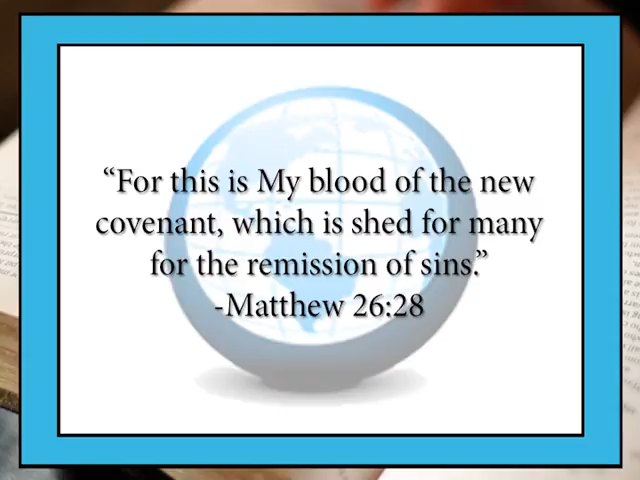 “For this is My blood of the new
covenant, which is shed for many
for the remission of sins.”
-Matthew 26:28